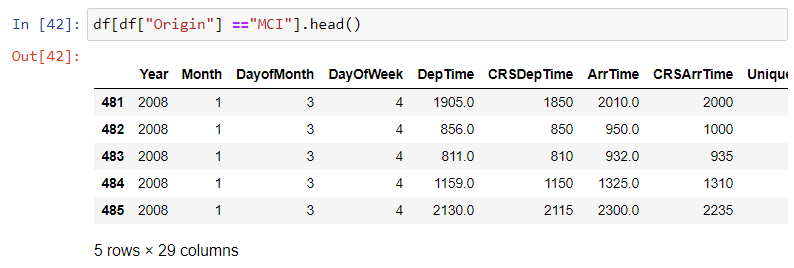 In [42]: df[df["Origin"] =="MCI"].head()
Out[42]:
Year Month DayofMonth DayOfWeek DepTime CRSDepTime ArrTime CRSArrTime Unique
481 2008 1 3 4 1905.0 1850 2010.0 2000
482 2008 1 3 4 856.0 850 950.0 1000
483 2008 1 3 4 811.0 810 932.0 935
484 2008 1 3 4 1159.0 1150 1325.0 1310
485 2008 1 3 4 2130.0 2115 2300.0 2235
5 rows × 29 columns